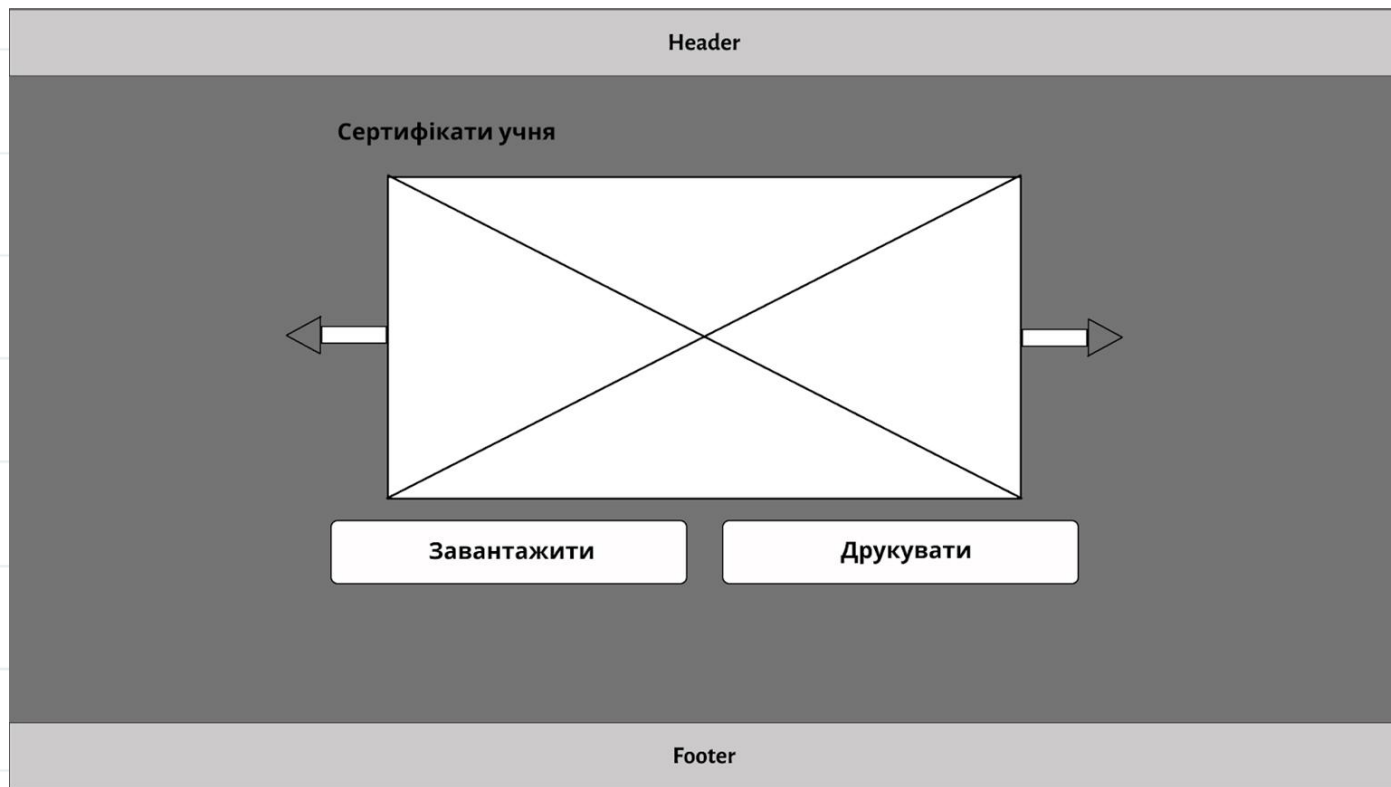 Header
Сертифікати учня
Завантажити
Друкувати
Footer